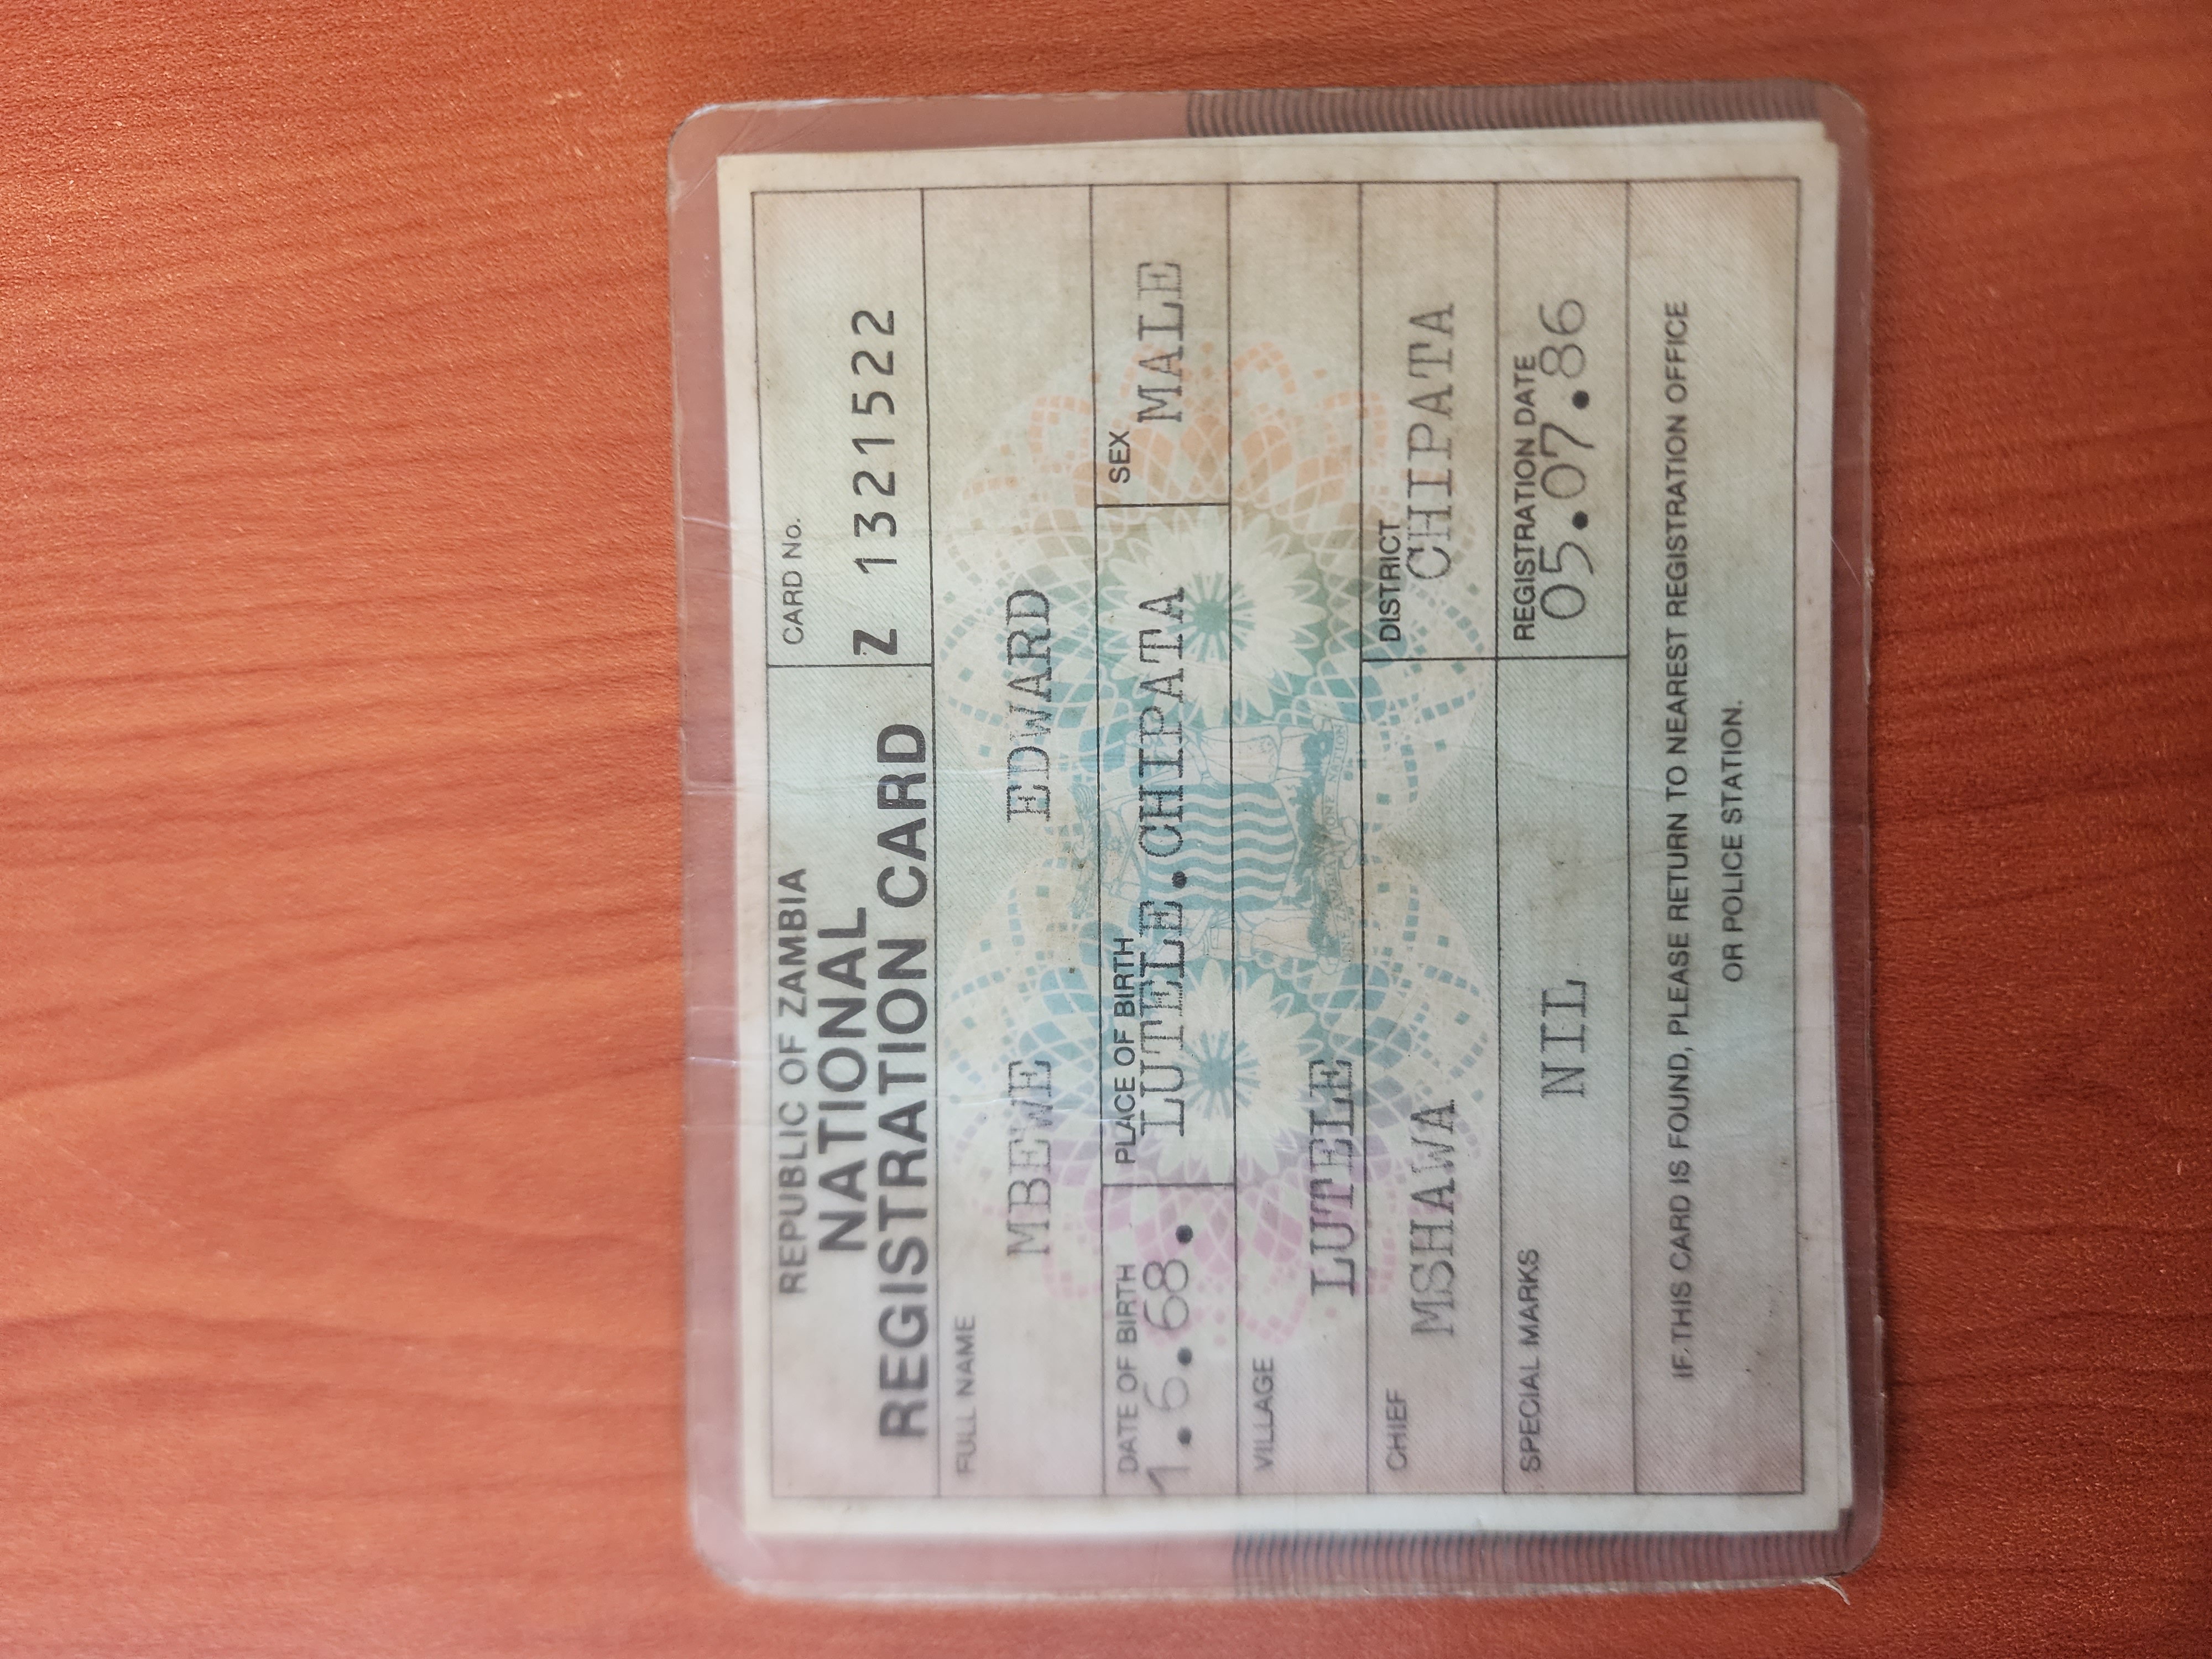 REPUBLIC OF ZAMBIA
NATIONAL
REGISTRATION CARD
CARD No.
Z 1321522
FULL NAME
MBEWE EDWARD
DATE OF BIRTH
1.6.68.
PLACE OF BIRTH
LUTELE.CHIPATA
SEX
MALE
VILLAGE
LUTELE
CHIEF
MSHAWA
DISTRICT
CHIPATA
SPECIAL MARKS
NIL
REGISTRATION DATE
05.07.86
IF THIS CARD IS FOUND, PLEASE RETURN TO NEAREST REGISTRATION OFFICE
OR POLICE STATION.